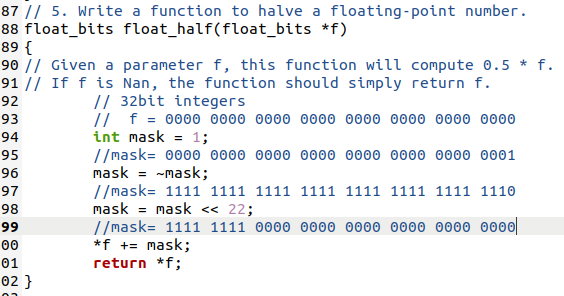 87 // 5. Write a function to halve a floating-point number.
88 float_bits float_half(float_bits *f)
89 {
90 // Given a parameter f, this function will compute 0.5 * f.
91 // If f is Nan, the function should simply return f.
92 // 32bit integers
93 // f = 0000 0000 0000 0000 0000 0000 0000 0000
94 int mask = 1;
95 //mask= 0000 0000 0000 0000 0000 0000 0000 0001
96 mask = ~mask;
97 //mask= 1111 1111 1111 1111 1111 1111 1111 1110
98 mask = mask << 22;
99 //mask= 1111 1111 0000 0000 0000 0000 0000 0000
00 *f += mask;
01 return *f;
02 }